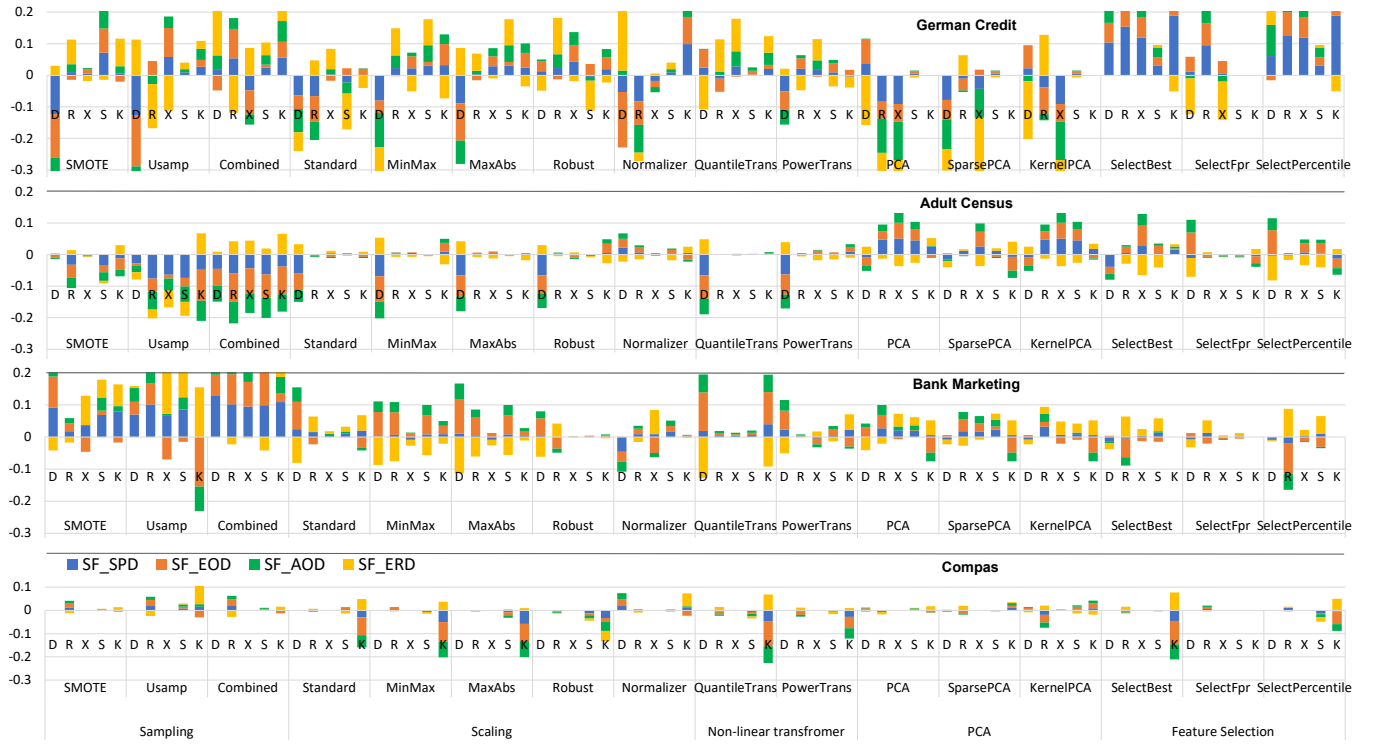 0.2
German Credit
0.1
0
-0.1
D R X S K D R X S K D R X S K D R X S K D R X S K D R X S K D R X S K D R X S K D R X S K D R X S K D R X S K D R X S K D R X S K D R X S K D R X S K D R X S K
-0.2
SMOTE Usamp Combined Standard MinMax MaxAbs Robust Normalizer QuantileTrans PowerTrans PCA SparsePCA KernelPCA SelectBest SelectFpr SelectPercentile
-0.3
0.2
Adult Census
0.1
0
-0.1
D R X S K D R X S K D R X S K D R X S K D R X S K D R X S K D R X S K D R X S K D R X S K D R X S K D R X S K D R X S K D R X S K D R X S K D R X S K D R X S K
-0.2
SMOTE Usamp Combined Standard MinMax MaxAbs Robust Normalizer QuantileTrans PowerTrans PCA SparsePCA KernelPCA SelectBest SelectFpr SelectPercentile
-0.3
0.2
Bank Marketing
0.1
0
-0.1
D R X S K D R X S K D R X S K D R X S K D R X S K D R X S K D R X S K D R X S K D R X S K D R X S K D R X S K D R X S K D R X S K D R X S K D R X S K D R X S K
-0.2
SMOTE Usamp Combined Standard MinMax MaxAbs Robust Normalizer QuantileTrans PowerTrans PCA SparsePCA KernelPCA SelectBest SelectFpr SelectPercentile
-0.3
SF_SPD SF_EOD SF_AOD SF_ERD Compas
0.1
0
-0.1
D R X S K D R X S K D R X S K D R X S K D R X S K D R X S K D R X S K D R X S K D R X S K D R X S K D R X S K D R X S K D R X S K D R X S K D R X S K D R X S K
-0.2
-0.3
SMOTE Usamp Combined Standard MinMax MaxAbs Robust Normalizer QuantileTrans PowerTrans PCA SparsePCA KernelPCA SelectBest SelectFpr SelectPercentile
Sampling Scaling Non-linear transfromer PCA Feature Selection